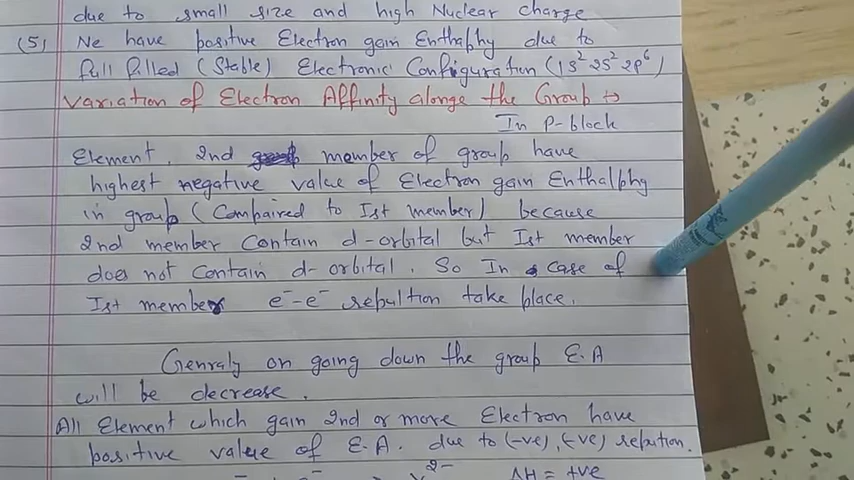 due to small size and high Nuclear charge
(5) Ne have positive Electron gain Enthalphy due to
full filled (Stable) Electronic Configuration (1s² 2s² 2p⁶)
Variation of Electron Affinity alonge the Group :→
In P-block
Element, 2nd member of group have
highest negative value of Electron gain Enthalphy
in group (Compaired to Ist member) because
2nd member Contain d-orbital but Ist member
does not Contain d-orbital. So In case of
Ist member e⁻-e⁻ repultion take place.
Genraly on going down the group E.A
will be decrease.
All Element which gain 2nd or more Electron have
positive value of E.A. due to (-ve), (-ve) repution.
2- ΔH = +ve